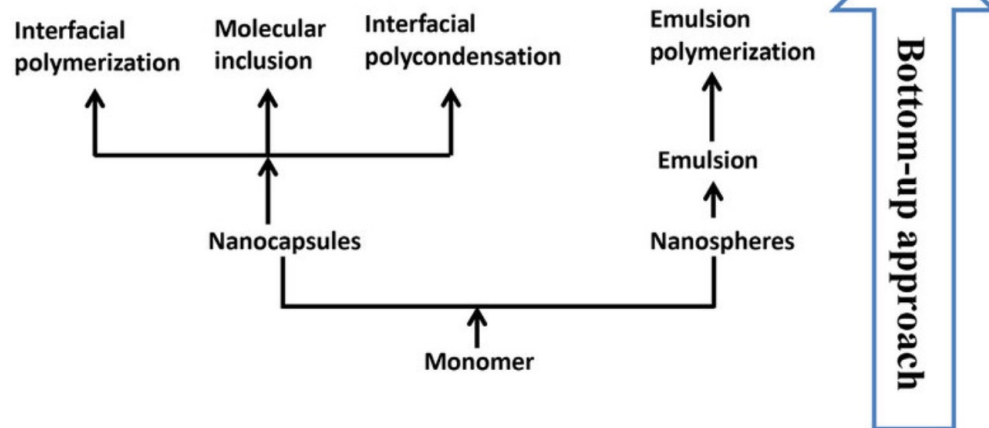 Interfacial
polymerization
Molecular
inclusion
Interfacial
polycondensation
Emulsion
polymerization
Emulsion
Nanocapsules
Nanospheres
Monomer
Bottom-up approach